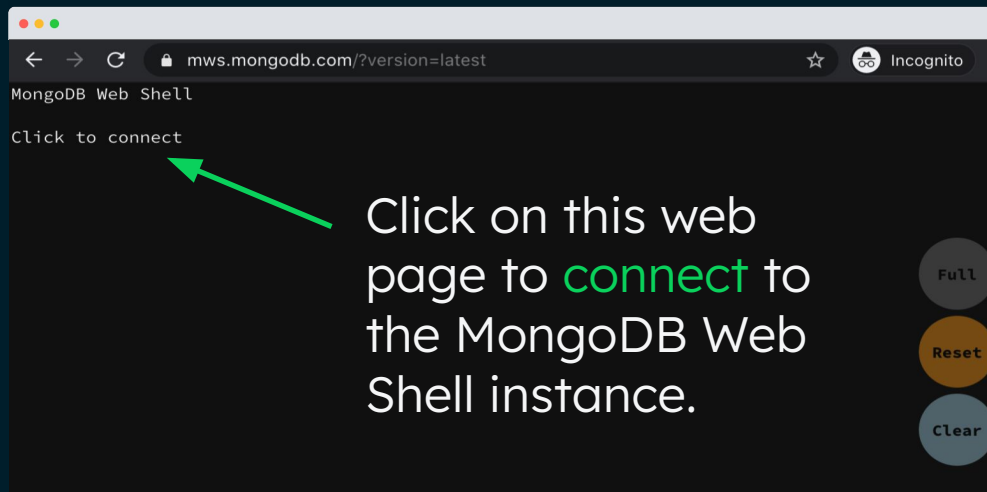 mws.mongodb.com/?version=latest
Incognito
MongoDB Web Shell
Click to connect
Click on this web
page to connect to
the MongoDB Web
Shell instance.
Full
Reset
Clear